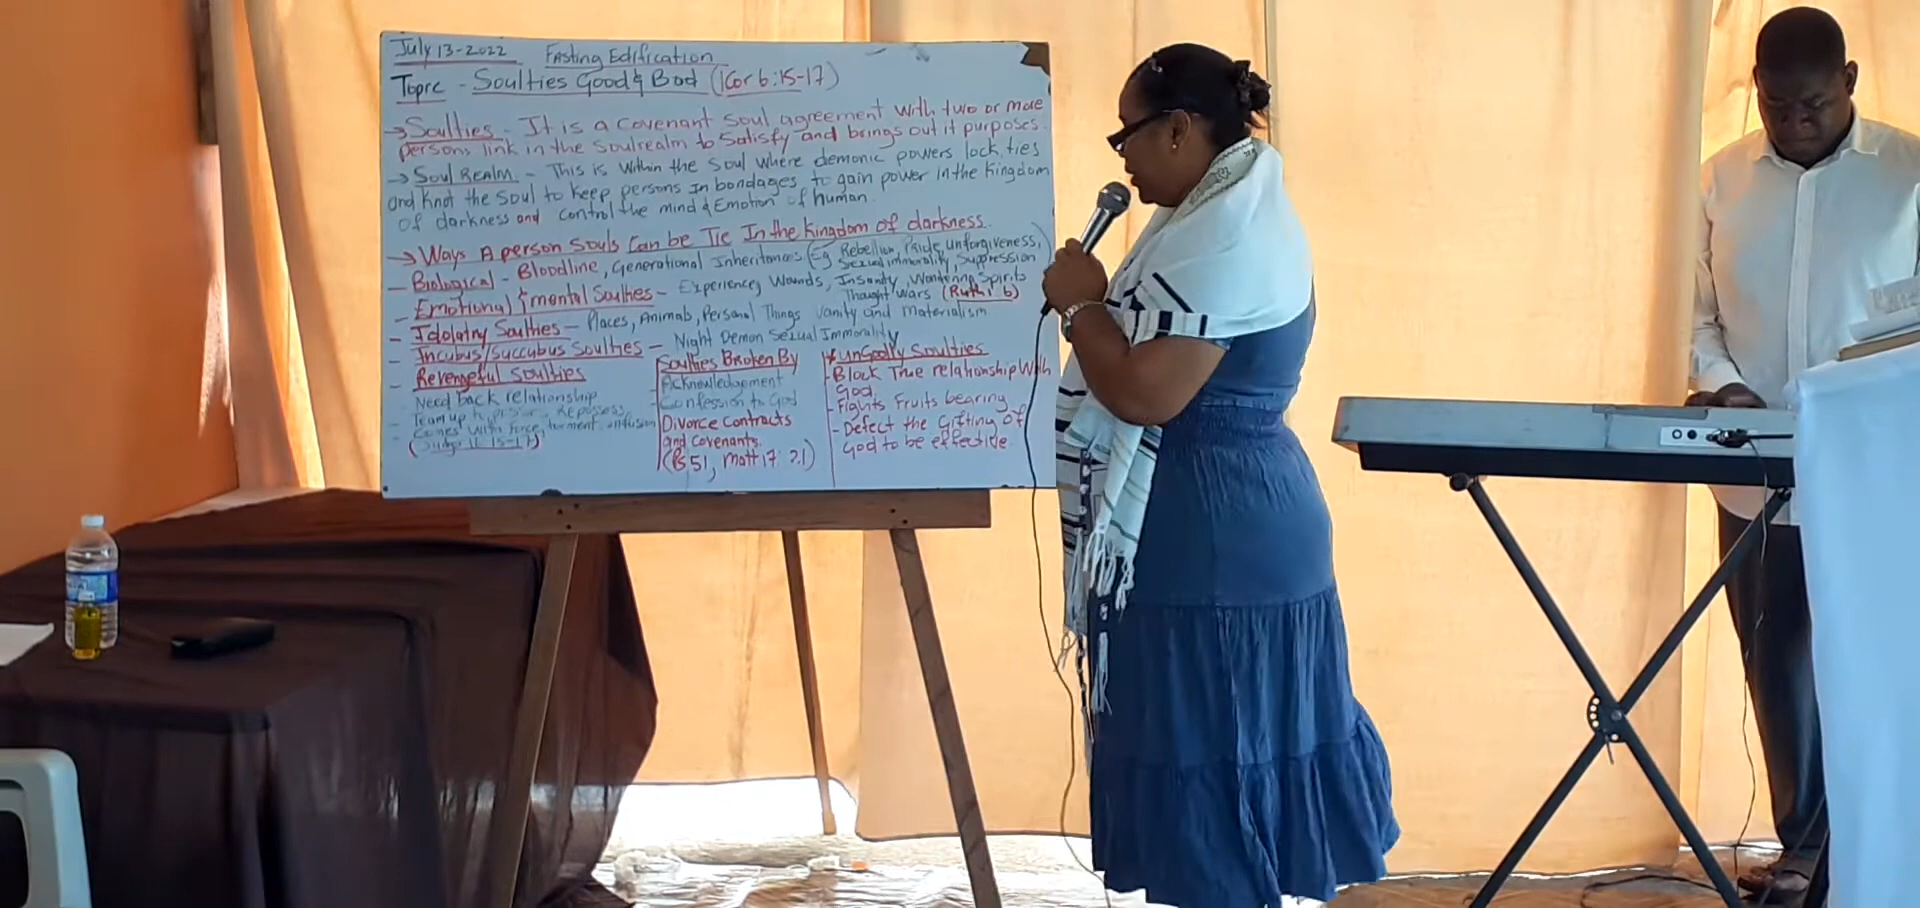 July 13-2022 Fasting Edification
Topic - Soulties Good & Bad (1Cor 6:15-17)
→ Soulties - It is a covenant soul agreement with two or more
persons link in the soulrealm to satisfy and brings out it purposes.
→ Soul Realm - This is within the soul where demonic powers lock, ties
and knot the soul to keep persons in bondages to gain power in the kingdom
of darkness and control the mind & Emotion of human.
→ Ways A person souls can be Tie In the kingdom of darkness.
- Biological - Bloodline, Generational Inheritances (Eg Rebellion, Pride, unforgiveness,
Sexual immorality, Suppression
- Emotional & mental Soulties - Experiences, Wounds, Insanity, Wandering Spirits
Thought wars (Ruth 1:6)
- Idolatry Soulties - Places, Animals, Personal Things Vanity and materialism
- Incubus/succubus Soulties - Night Demon Sexual Immorality
- Revengeful Soulties
Need back relationship
- Team up
- Comes with force, torment
Soulties Broken By
- Acknowledgement
- Confession to God
Divorce Contracts
and covenants.
(Ps 51, Matt 17:21)
* unGodly Soulties
- Block True relationship with
God
- Fights Fruits bearing
- Defect the Gifting of
God to be effective.